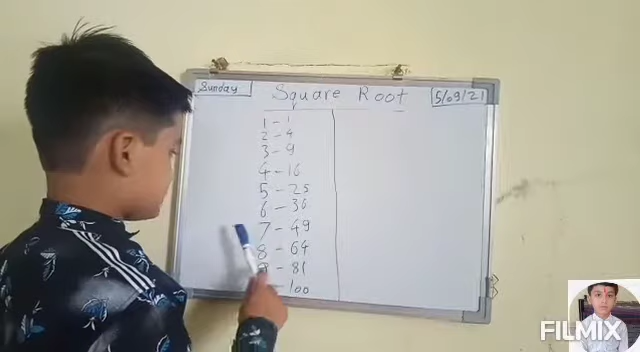 Sunday Square Root 5/09/21
1 - 1
2 - 4
3 - 9
4 - 16
5 - 25
6 - 36
7 - 49
8 - 64
9 - 81
- 100
FILMIX